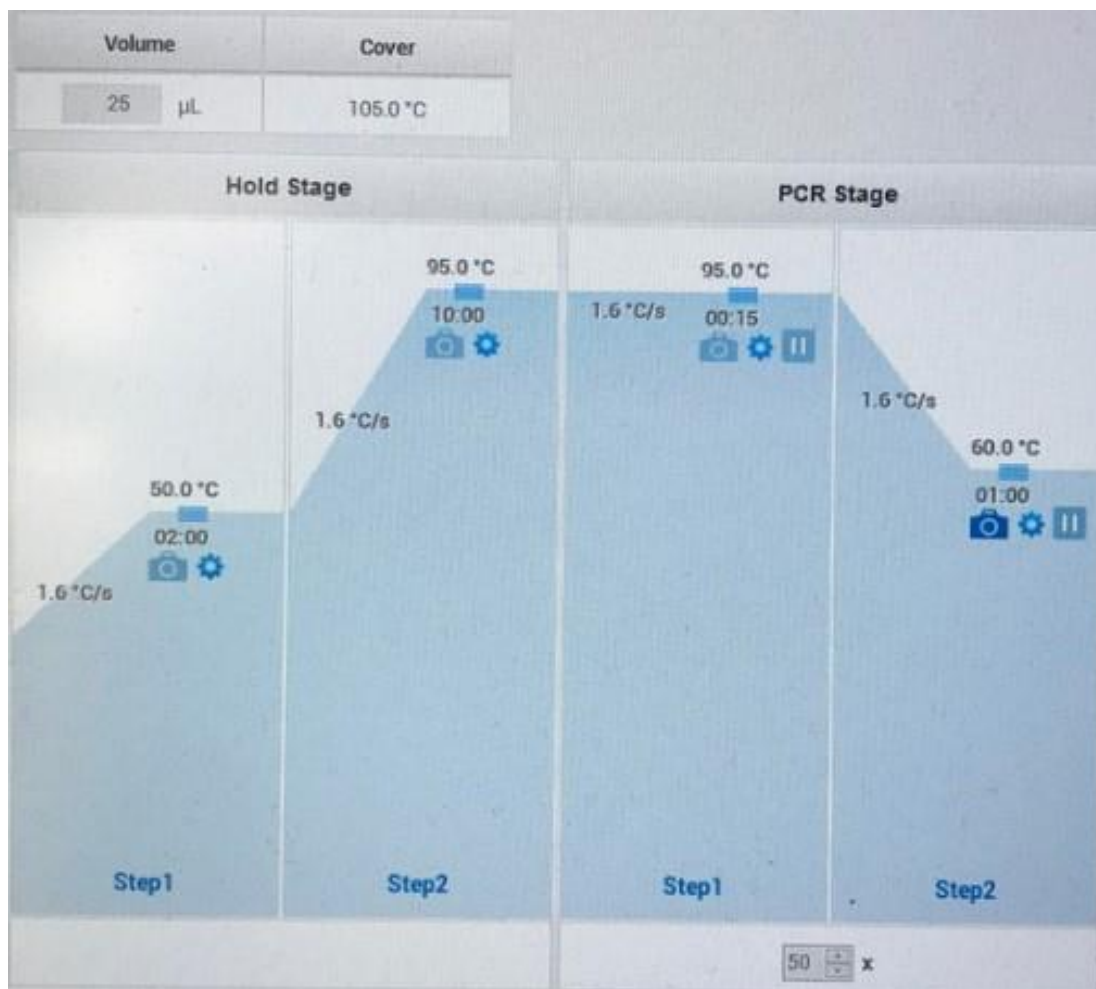 Volume Cover
25 µL 105.0 °C
Hold Stage PCR Stage
95.0 °C 95.0 °C
10:00 1.6 °C/s 00:15
1.6 °C/s 1.6 °C/s
60.0 °C
50.0 °C 01:00
02:00
1.6 °C/s
Step1 Step2 Step1 Step2
50 x